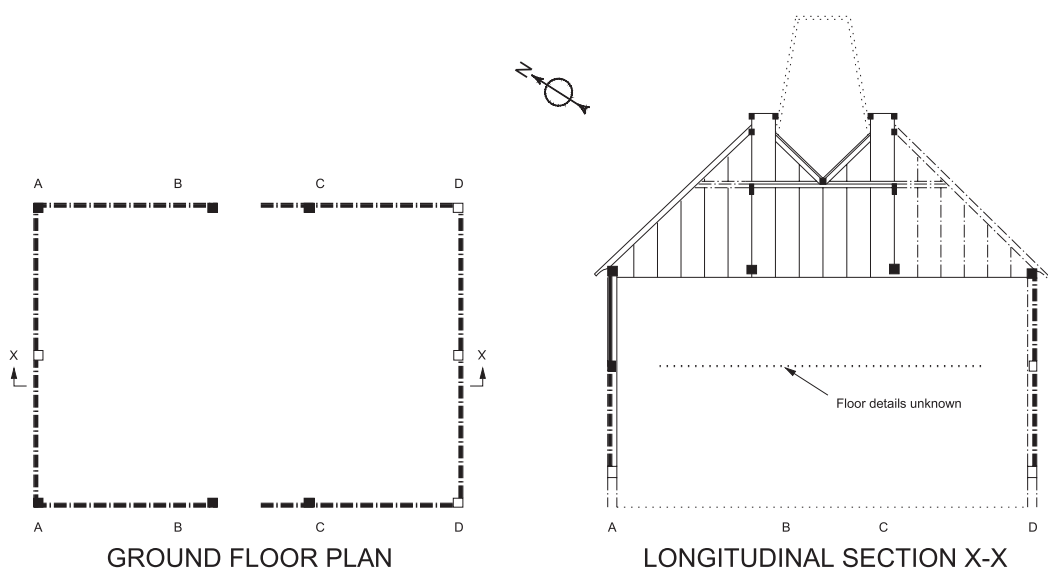 N
A B C D
X X
A B C D
GROUND FLOOR PLAN
Floor details unknown
A B C D
LONGITUDINAL SECTION X-X